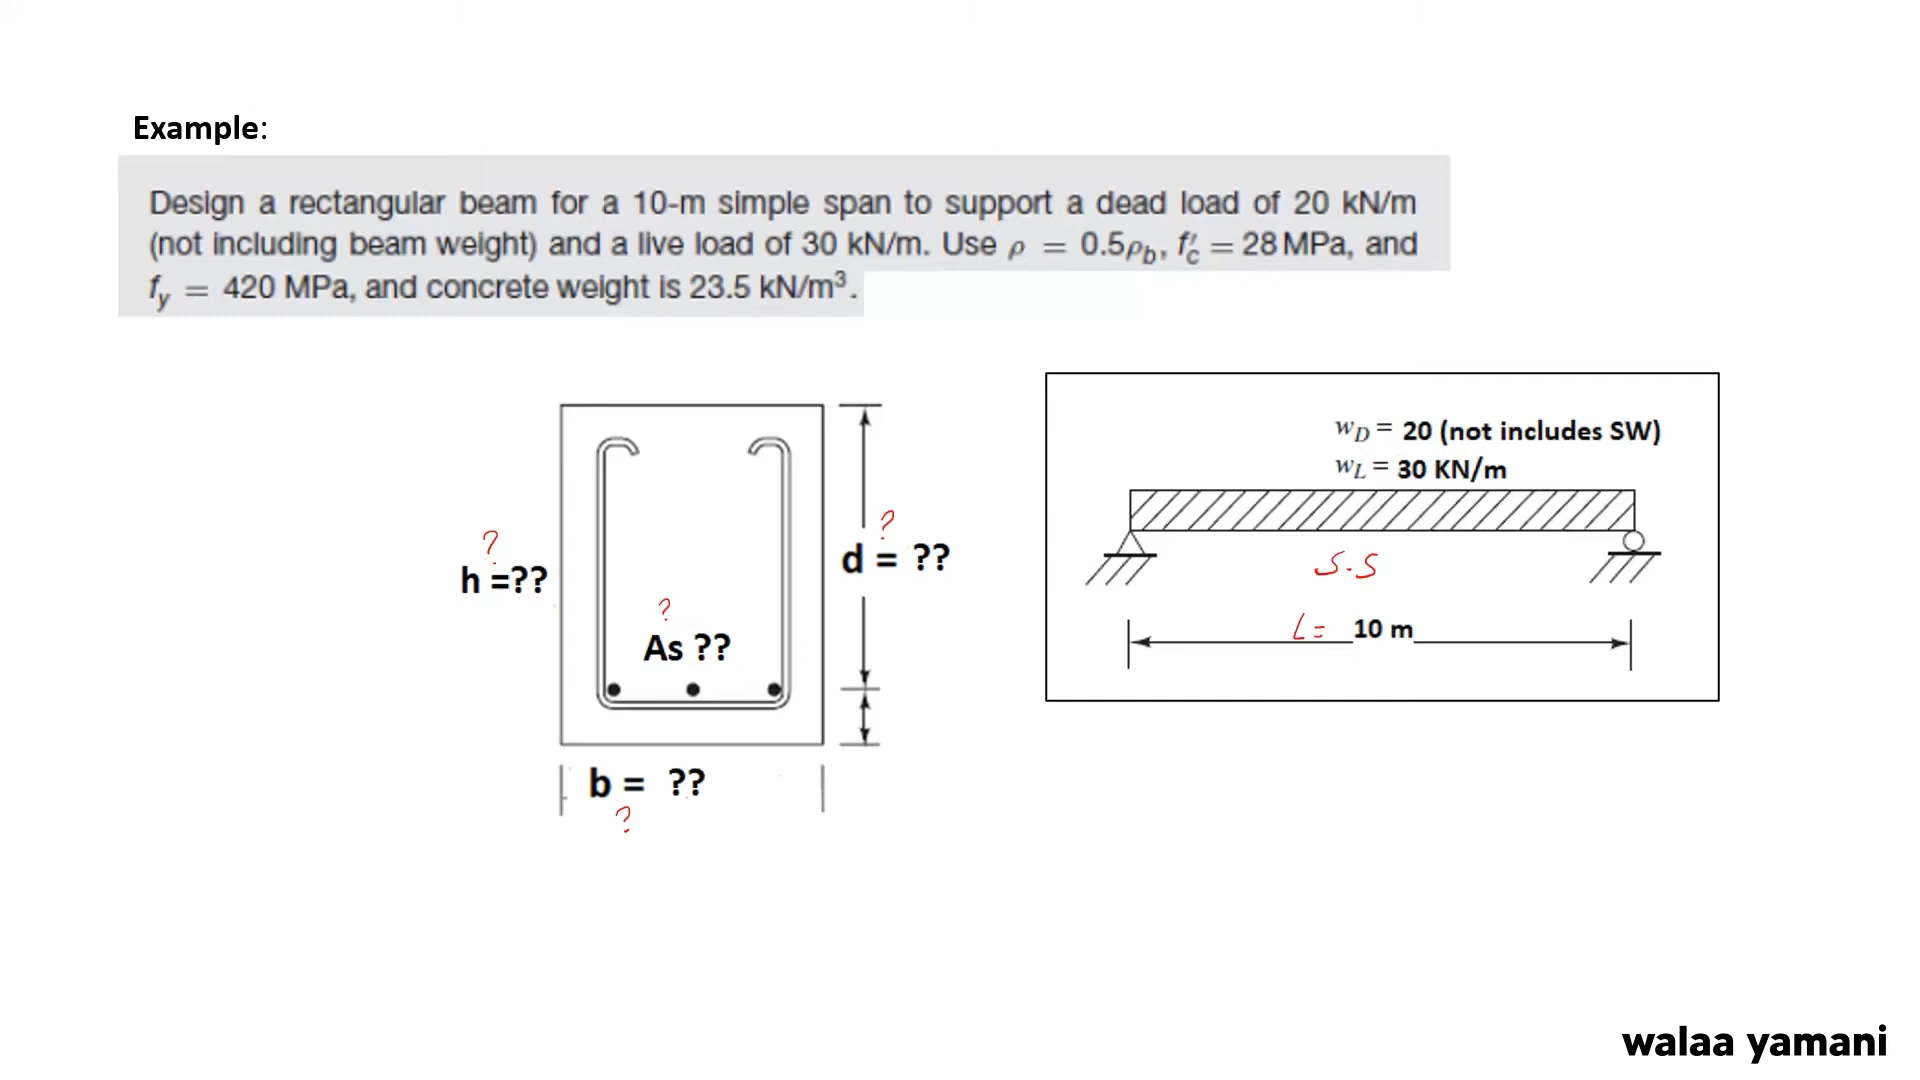 Example:
Design a rectangular beam for a 10-m simple span to support a dead load of 20 kN/m
(not including beam weight) and a live load of 30 kN/m. Use ρ = 0.5ρb, f′c = 28 MPa, and
fy = 420 MPa, and concrete weight is 23.5 kN/m³.
wD = 20 (not includes SW)
wL = 30 KN/m
S.S
L= 10 m
?
h =??
?
d = ??
?
As ??
b = ??
?
walaa yamani